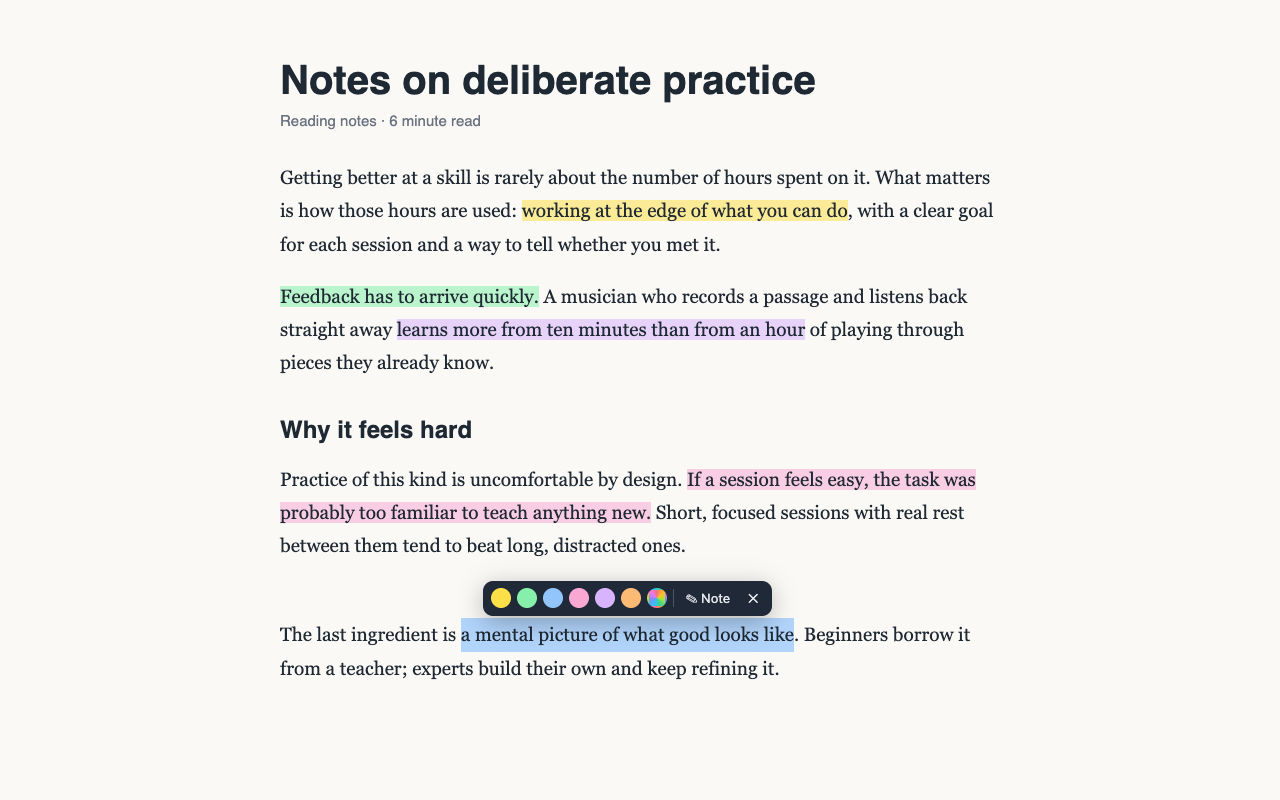 Notes on deliberate practice
Reading notes · 6 minute read
Getting better at a skill is rarely about the number of hours spent on it. What matters
is how those hours are used: working at the edge of what you can do, with a clear goal
for each session and a way to tell whether you met it.
Feedback has to arrive quickly. A musician who records a passage and listens back
straight away learns more from ten minutes than from an hour of playing through
pieces they already know.
Why it feels hard
Practice of this kind is uncomfortable by design. If a session feels easy, the task was
probably too familiar to teach anything new. Short, focused sessions with real rest
between them tend to beat long, distracted ones.
✎ Note ✕
The last ingredient is a mental picture of what good looks like. Beginners borrow it
from a teacher; experts build their own and keep refining it.